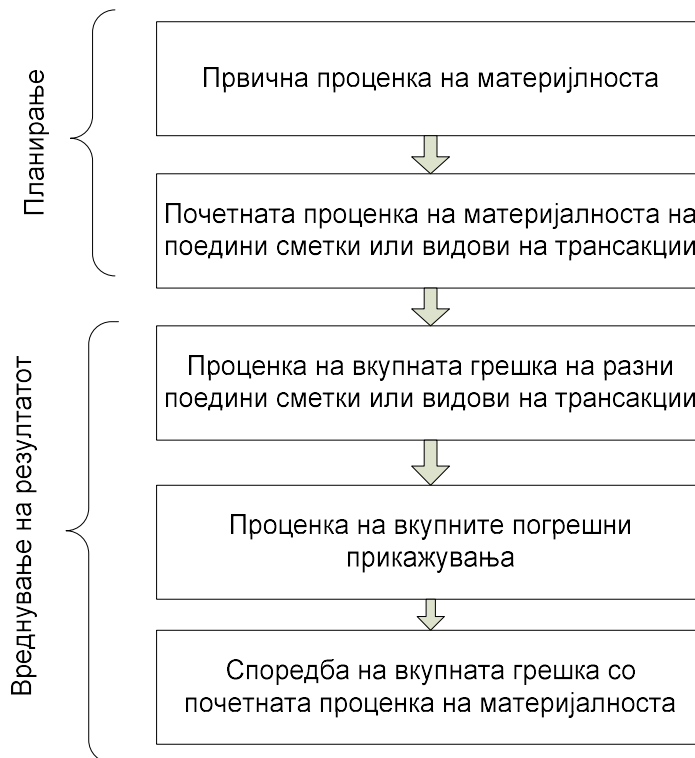 Планирање
Првична проценка на материјлноста
Почетната проценка на материјалноста на
поедини сметки или видови на трансакции
Вреднување на резултатот
Проценка на вкупната грешка на разни
поедини сметки или видови на трансакции
Проценка на вкупните погрешни
прикажувања
Споредба на вкупната грешка со
почетната проценка на материјалноста